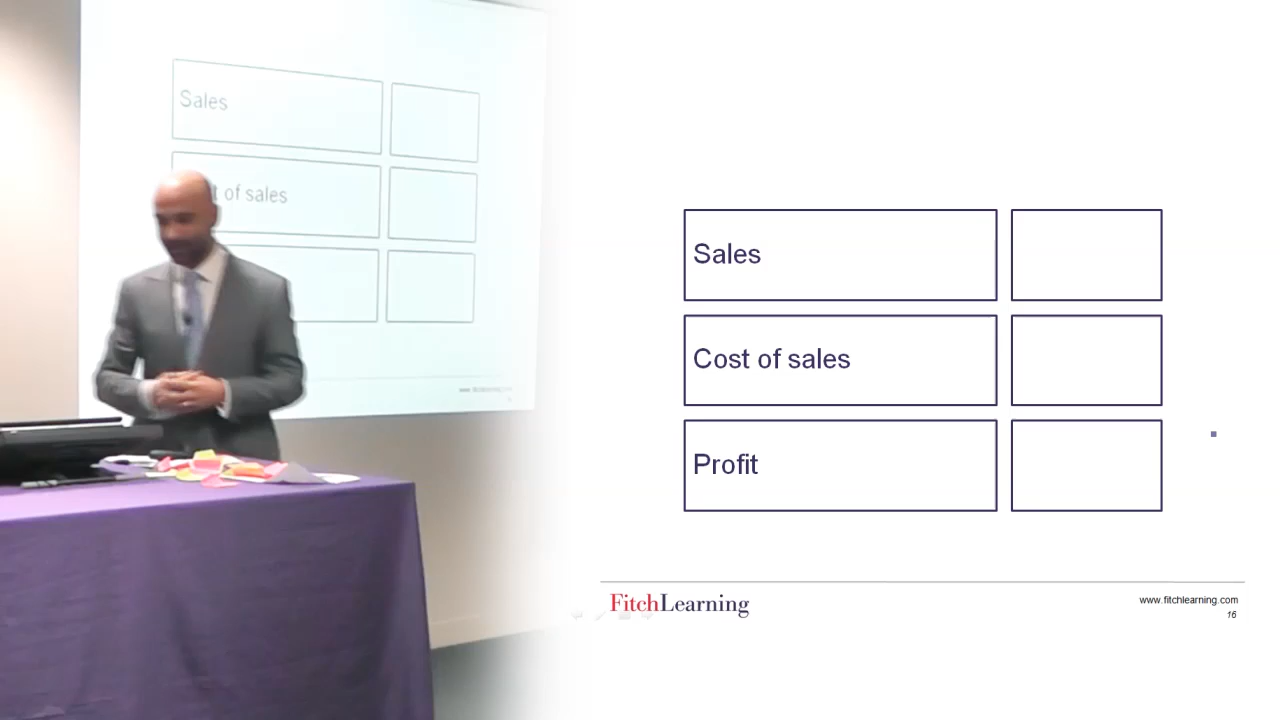 Sales
t of sales
Sales
Cost of sales
Profit
FitchLearning
www.fitchlearning.com
16